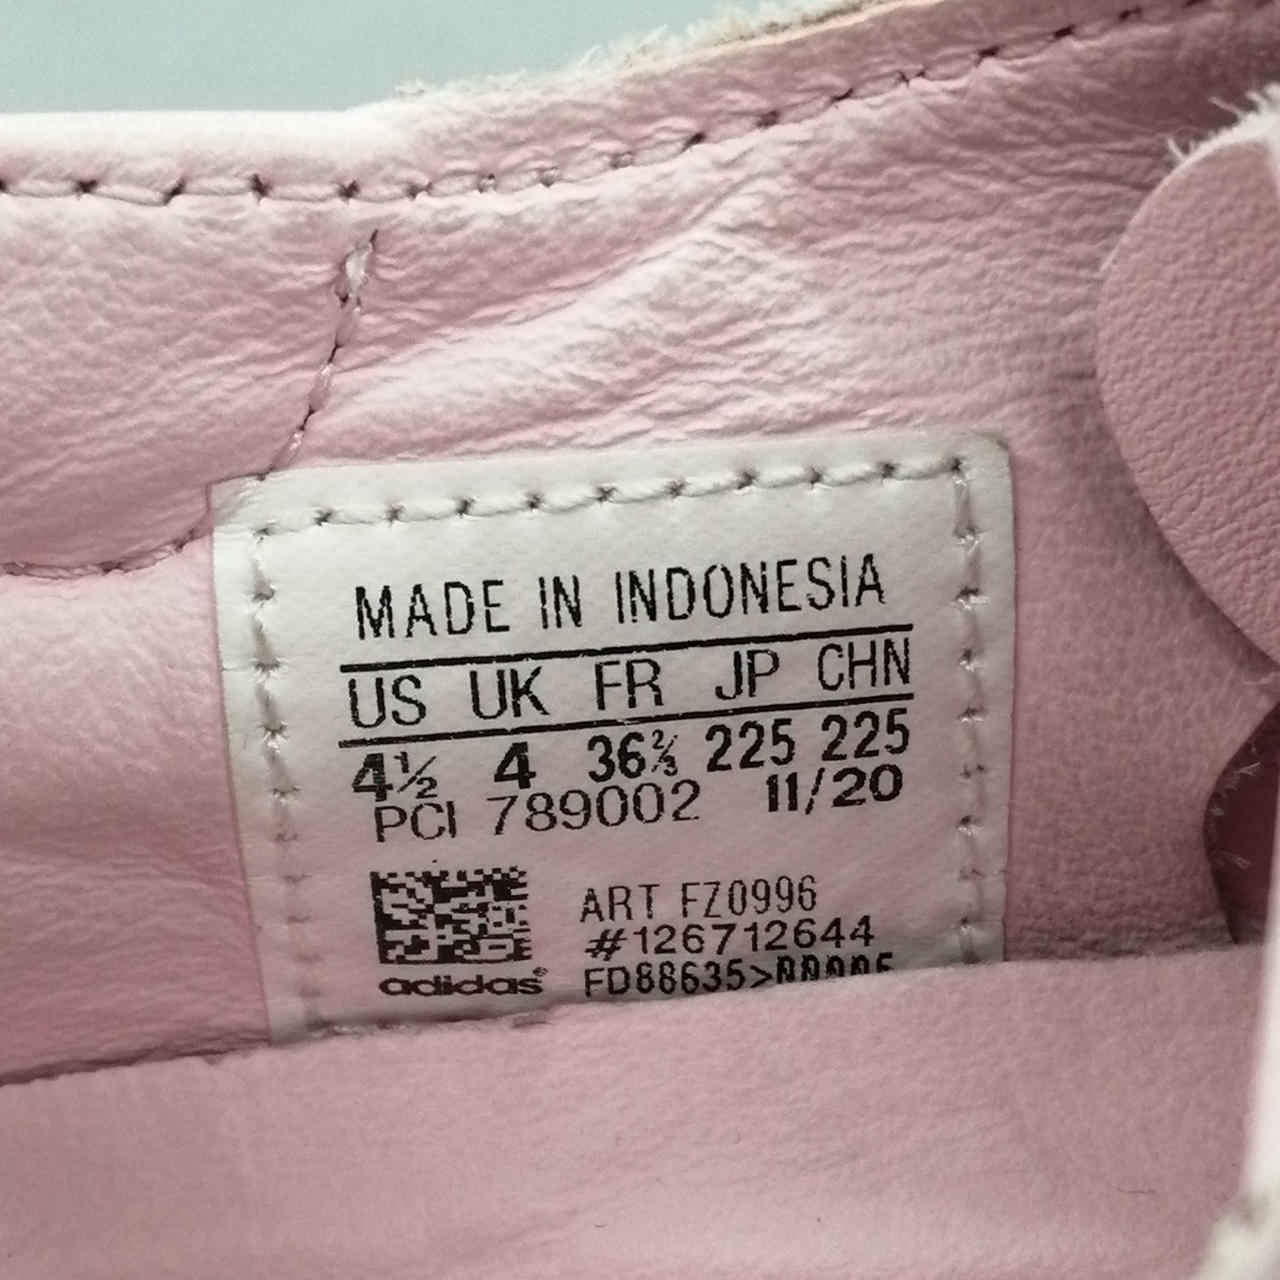 MADE IN INDONESIA
US UK FR JP CHN
4½ 4 36⅔ 225 225
PCI 789002 11/20
ART FZ0996
#126712644
adidas®
FD88635>